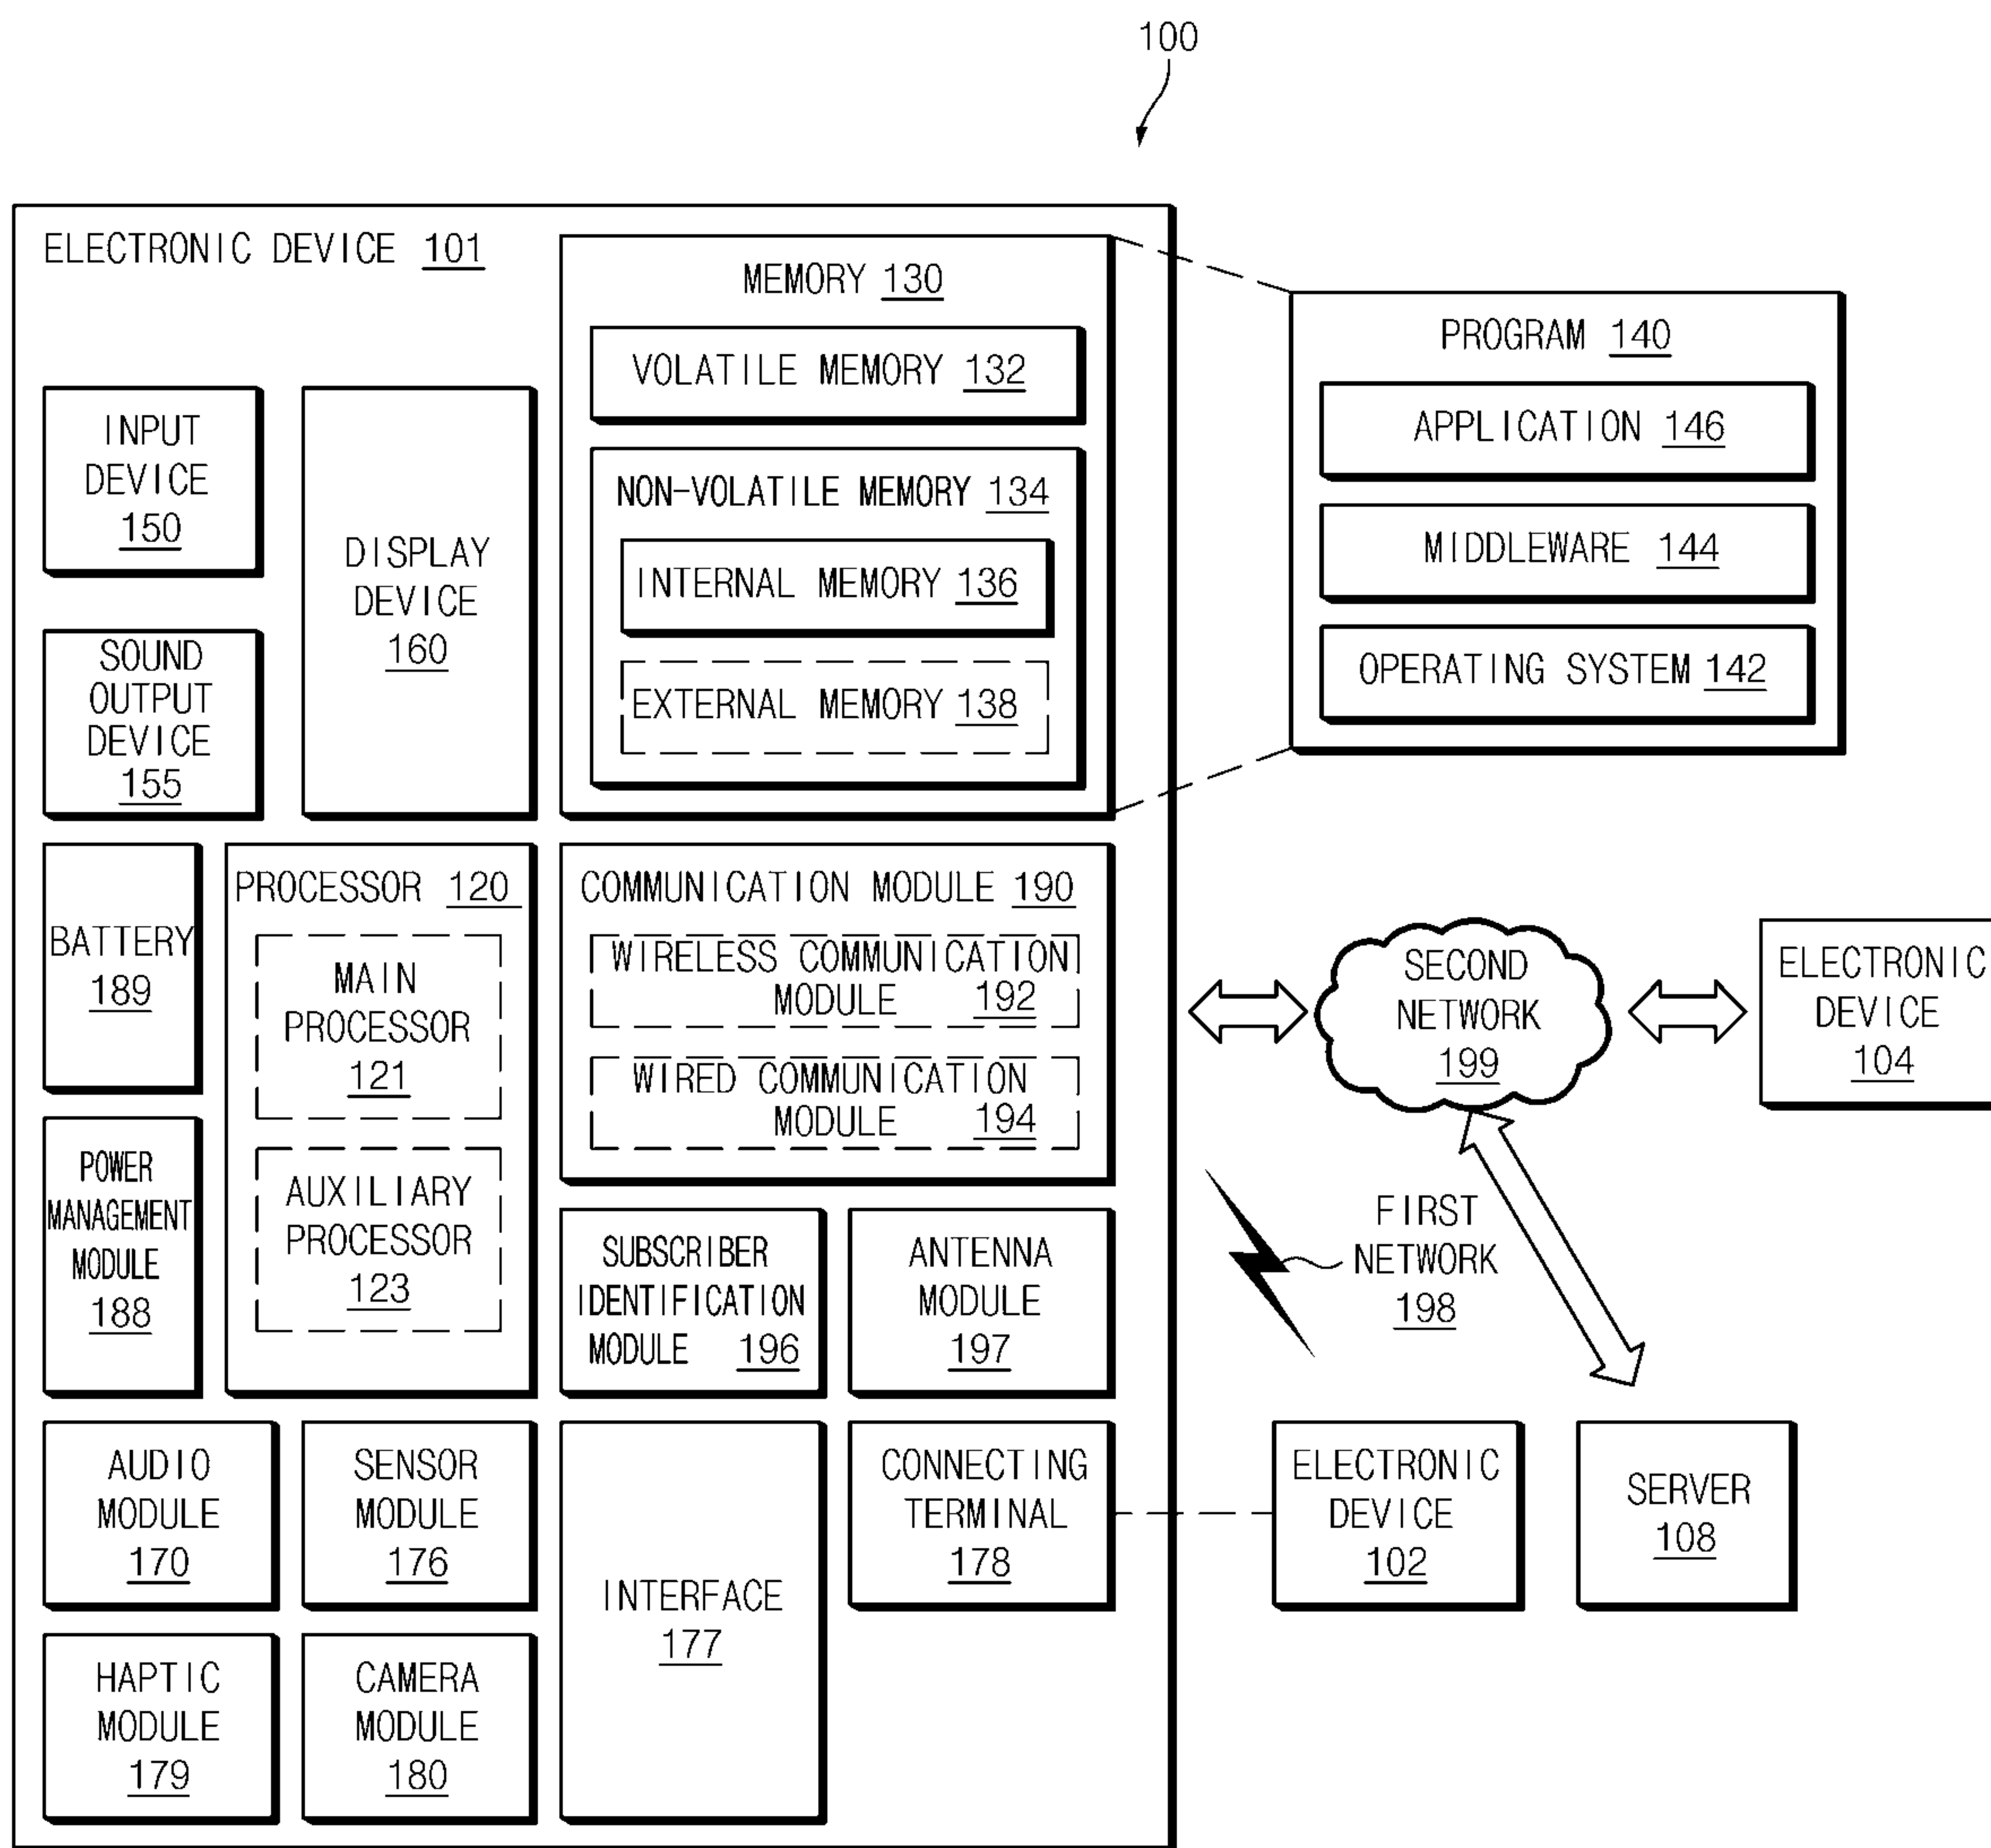 100
ELECTRONIC DEVICE 101
MEMORY 130
VOLATILE MEMORY 132
NON-VOLATILE MEMORY 134
INTERNAL MEMORY 136
EXTERNAL MEMORY 138
PROGRAM 140
APPLICATION 146
MIDDLEWARE 144
OPERATING SYSTEM 142
INPUT
DEVICE
150
SOUND
OUTPUT
DEVICE
155
DISPLAY
DEVICE
160
BATTERY
189
POWER
MANAGEMENT
MODULE
188
PROCESSOR 120
MAIN
PROCESSOR
121
AUXILIARY
PROCESSOR
123
COMMUNICATION MODULE 190
WIRELESS COMMUNICATION
MODULE 192
WIRED COMMUNICATION
MODULE 194
SUBSCRIBER
IDENTIFICATION
MODULE 196
ANTENNA
MODULE
197
SECOND
NETWORK
199
ELECTRONIC
DEVICE
104
FIRST
NETWORK
198
AUDIO
MODULE
170
SENSOR
MODULE
176
INTERFACE
177
CONNECTING
TERMINAL
178
ELECTRONIC
DEVICE
102
SERVER
108
HAPTIC
MODULE
179
CAMERA
MODULE
180